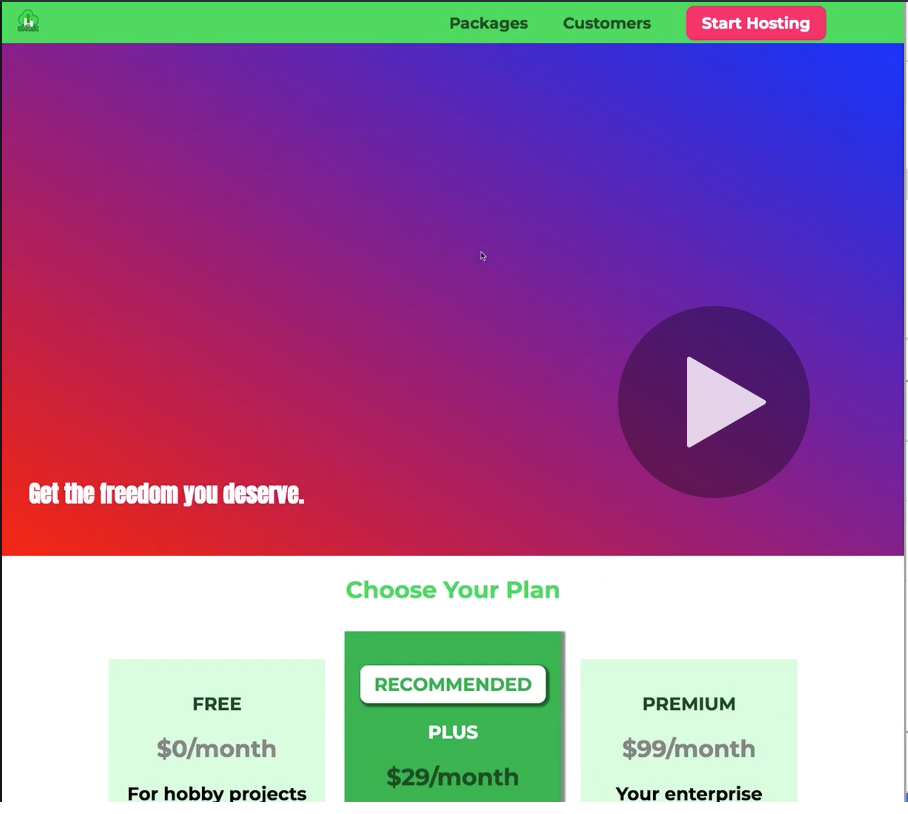 Packages Customers Start Hosting
Get the freedom you deserve.
Choose Your Plan
FREE
$0/month
For hobby projects
RECOMMENDED
PLUS
$29/month
PREMIUM
$99/month
Your enterprise